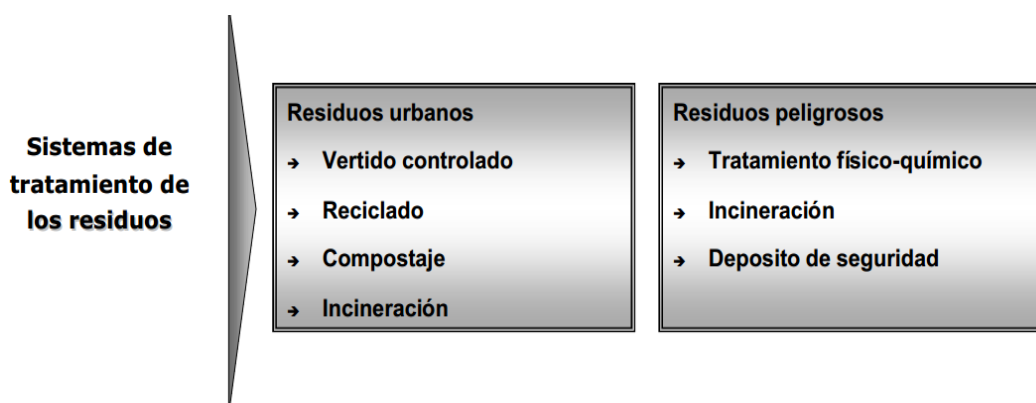 Sistemas de
tratamiento de
los residuos
Residuos urbanos
→ Vertido controlado
→ Reciclado
→ Compostaje
→ Incineración
Residuos peligrosos
→ Tratamiento físico-químico
→ Incineración
→ Deposito de seguridad